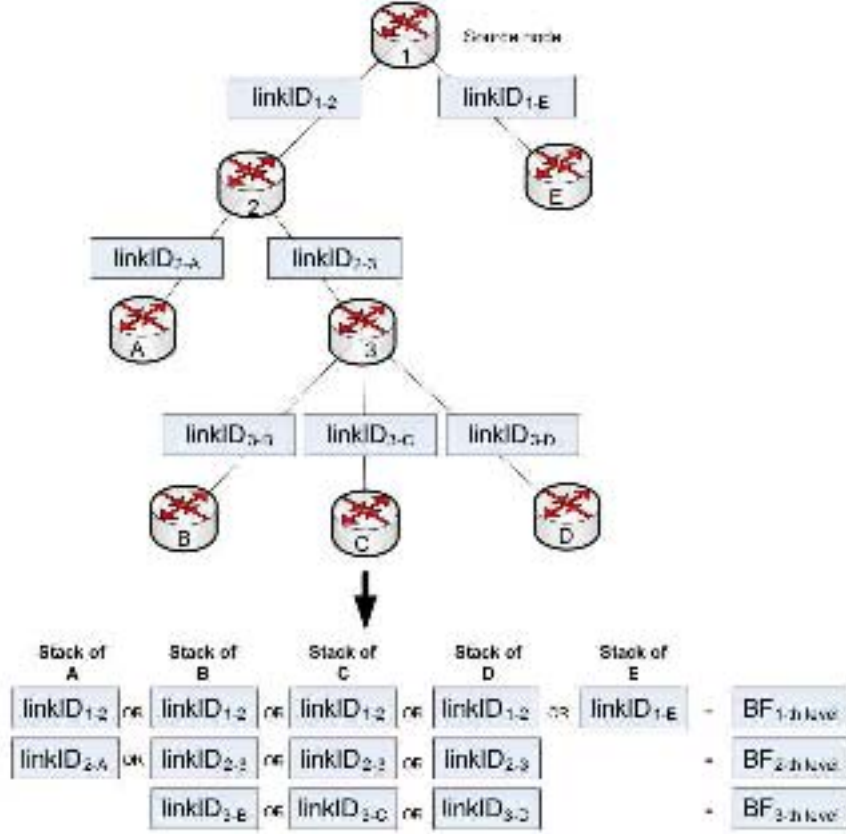 1 Source node
linkID1-2 linkID1-E
2 E
linkID2-A linkID2-3
A 3
linkID3-B linkID3-C linkID3-D
B C D
Stack of A Stack of B Stack of C Stack of D Stack of E
linkID1-2 OR linkID1-2 OR linkID1-2 OR linkID1-2 OR linkID1-E = BF1-th level
linkID2-A OR linkID2-3 OR linkID2-3 OR linkID2-3 = BF2-th level
linkID3-B OR linkID3-C OR linkID3-D = BF3-th level